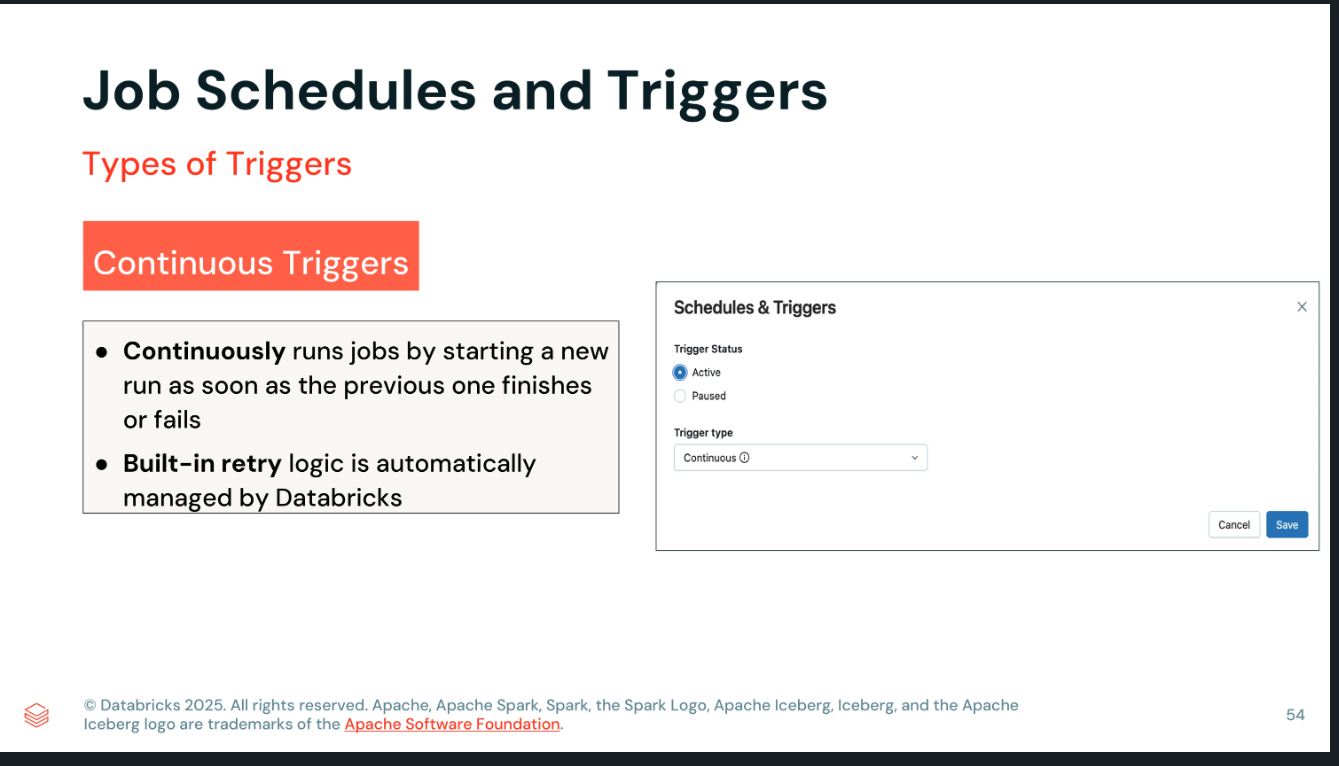 Job Schedules and Triggers
Types of Triggers
Continuous Triggers
● Continuously runs jobs by starting a new
run as soon as the previous one finishes
or fails
● Built-in retry logic is automatically
managed by Databricks
Schedules & Triggers
Trigger Status
Active
Paused
Trigger type
Continuous
Cancel
Save
© Databricks 2025. All rights reserved. Apache, Apache Spark, Spark, the Spark Logo, Apache Iceberg, Iceberg, and the Apache
Iceberg logo are trademarks of the Apache Software Foundation.
54